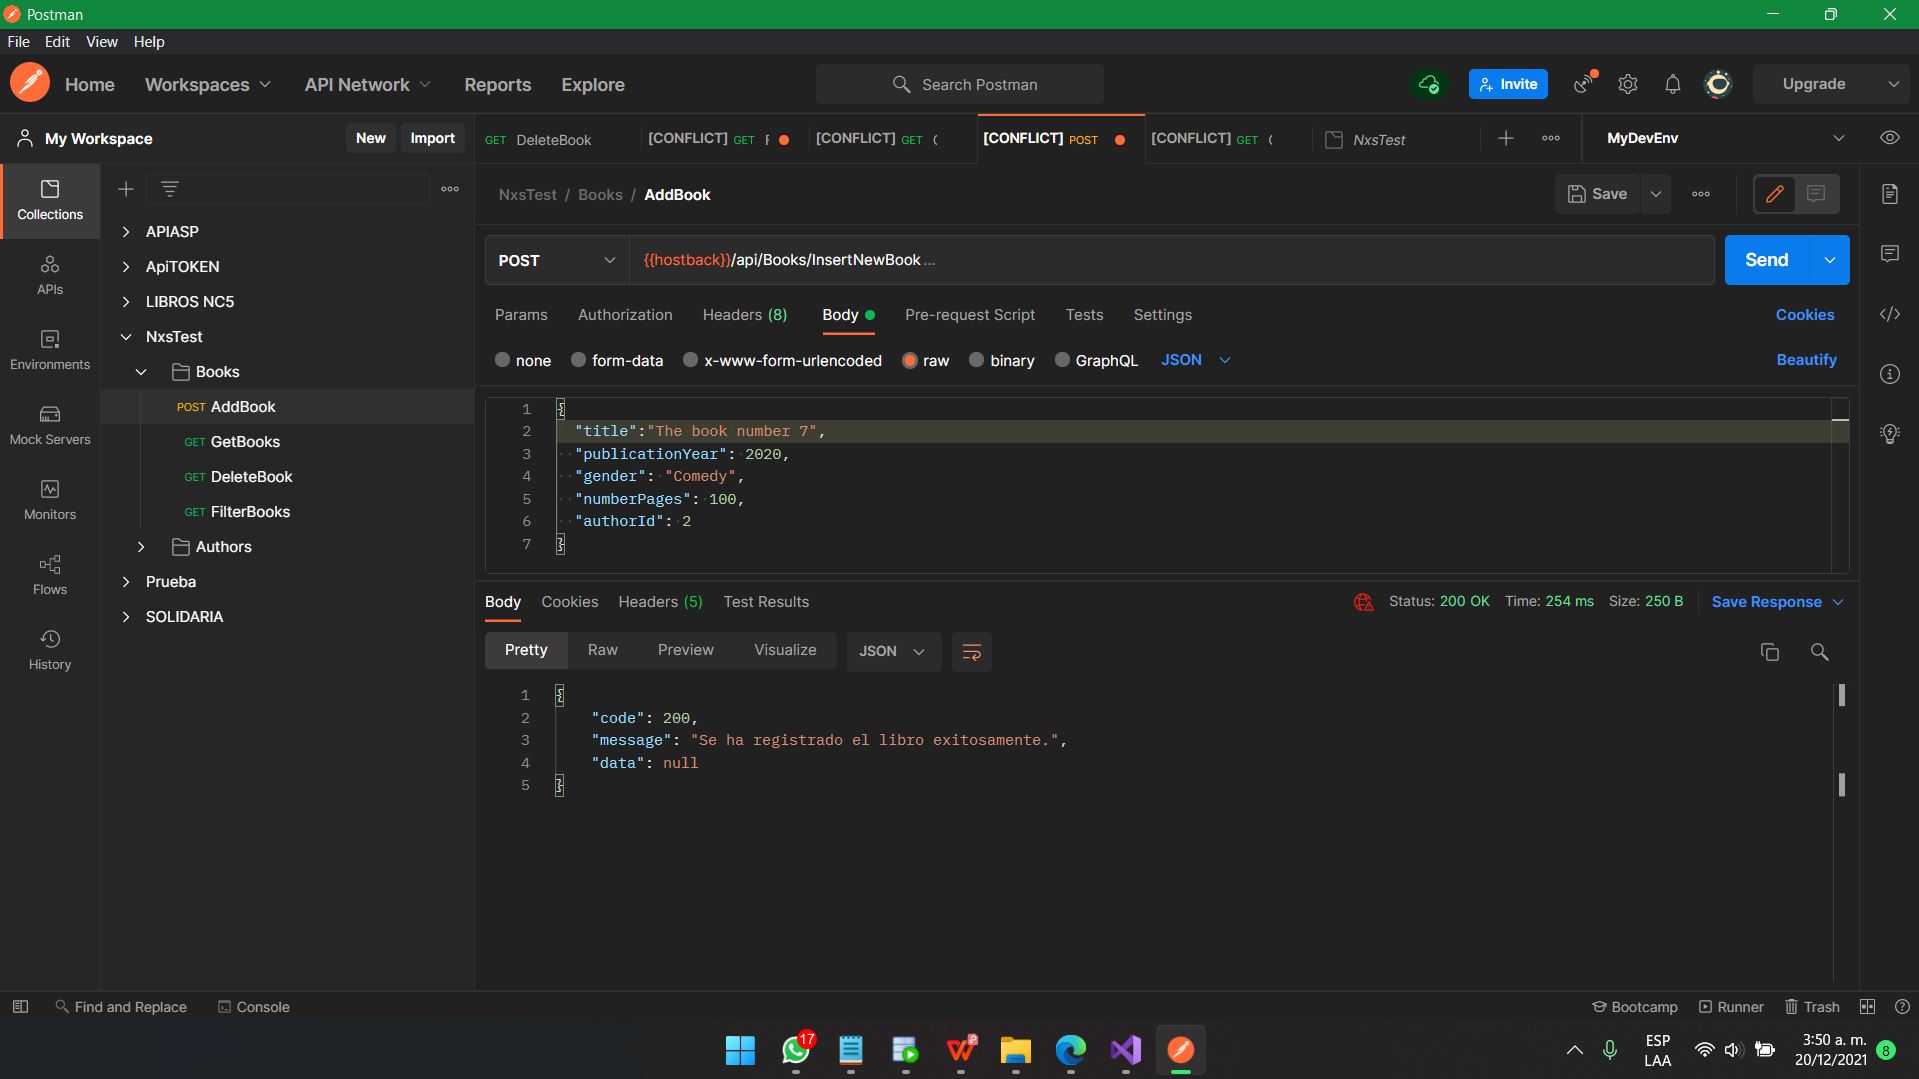 Postman
File Edit View Help
Home Workspaces API Network Reports Explore Search Postman Invite Upgrade
My Workspace New Import
GET DeleteBook [CONFLICT] GET [CONFLICT] GET [CONFLICT] POST [CONFLICT] GET NxsTest MyDevEnv
Collections
APIs
Environments
Mock Servers
Monitors
Flows
History
APIASP
ApiTOKEN
LIBROS NC5
NxsTest
Books
POST AddBook
GET GetBooks
GET DeleteBook
GET FilterBooks
Authors
Prueba
SOLIDARIA
NxsTest / Books / AddBook Save
POST {{hostback}}/api/Books/InsertNewBook ... Send
Params Authorization Headers (8) Body Pre-request Script Tests Settings Cookies
none form-data x-www-form-urlencoded raw binary GraphQL JSON Beautify
1 {
2 "title":"The book number 7",
3 "publicationYear": 2020,
4 "gender": "Comedy",
5 "numberPages": 100,
6 "authorId": 2
7 }
Body Cookies Headers (5) Test Results Status: 200 OK Time: 254 ms Size: 250 B Save Response
Pretty Raw Preview Visualize JSON
1 {
2 "code": 200,
3 "message": "Se ha registrado el libro exitosamente.",
4 "data": null
5 }
Find and Replace Console Bootcamp Runner Trash
17
ESP
LAA
3:50 a. m.
20/12/2021
8